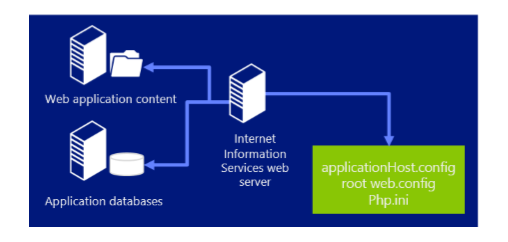 Web application content
Internet
Information
Services web
server
applicationHost.config
root web.config
Php.ini
Application databases